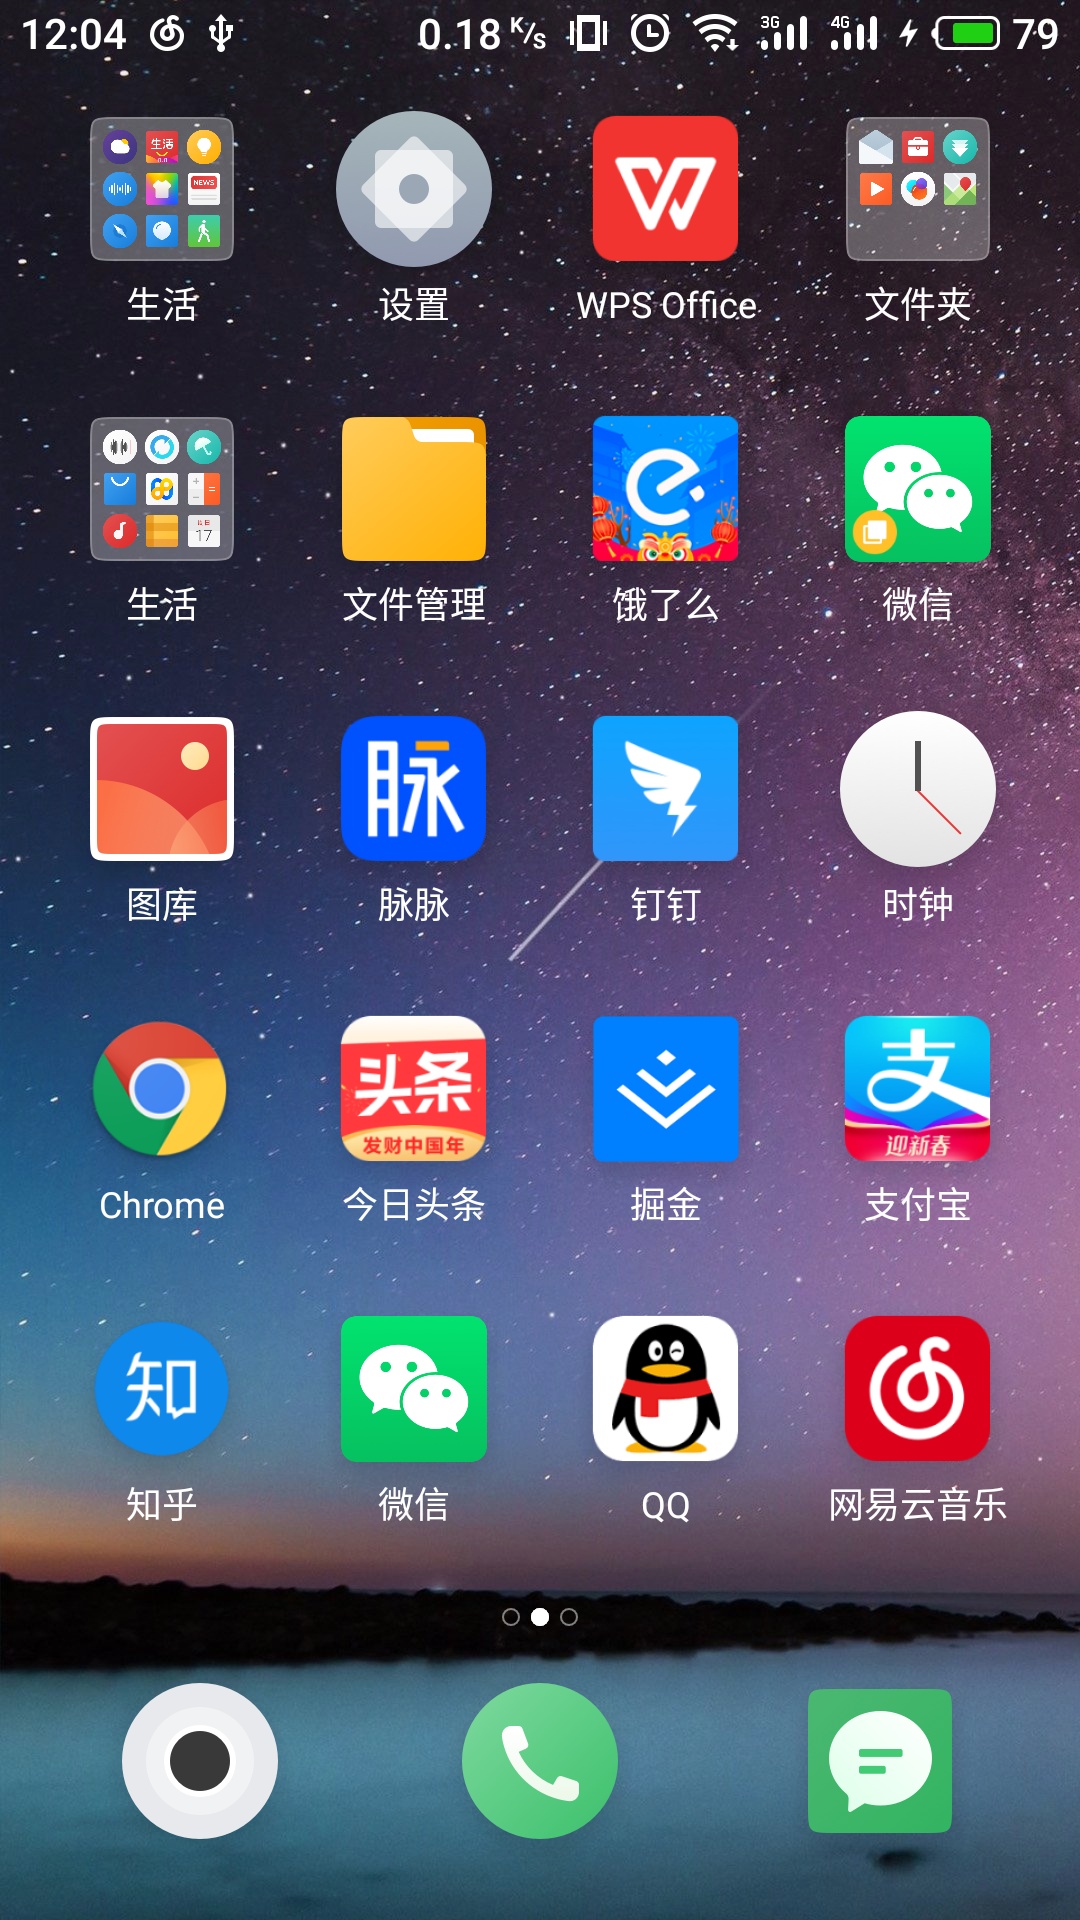 12:04 0.18 K/s 3G 4G 79
生活
NEWS
生活 设置 WPS Office 文件夹
17
生活 文件管理 饿了么 微信
脉
图库 脉脉 钉钉 时钟
头条
发财中国年
支
迎新春
Chrome 今日头条 掘金 支付宝
知
知乎 微信 QQ 网易云音乐